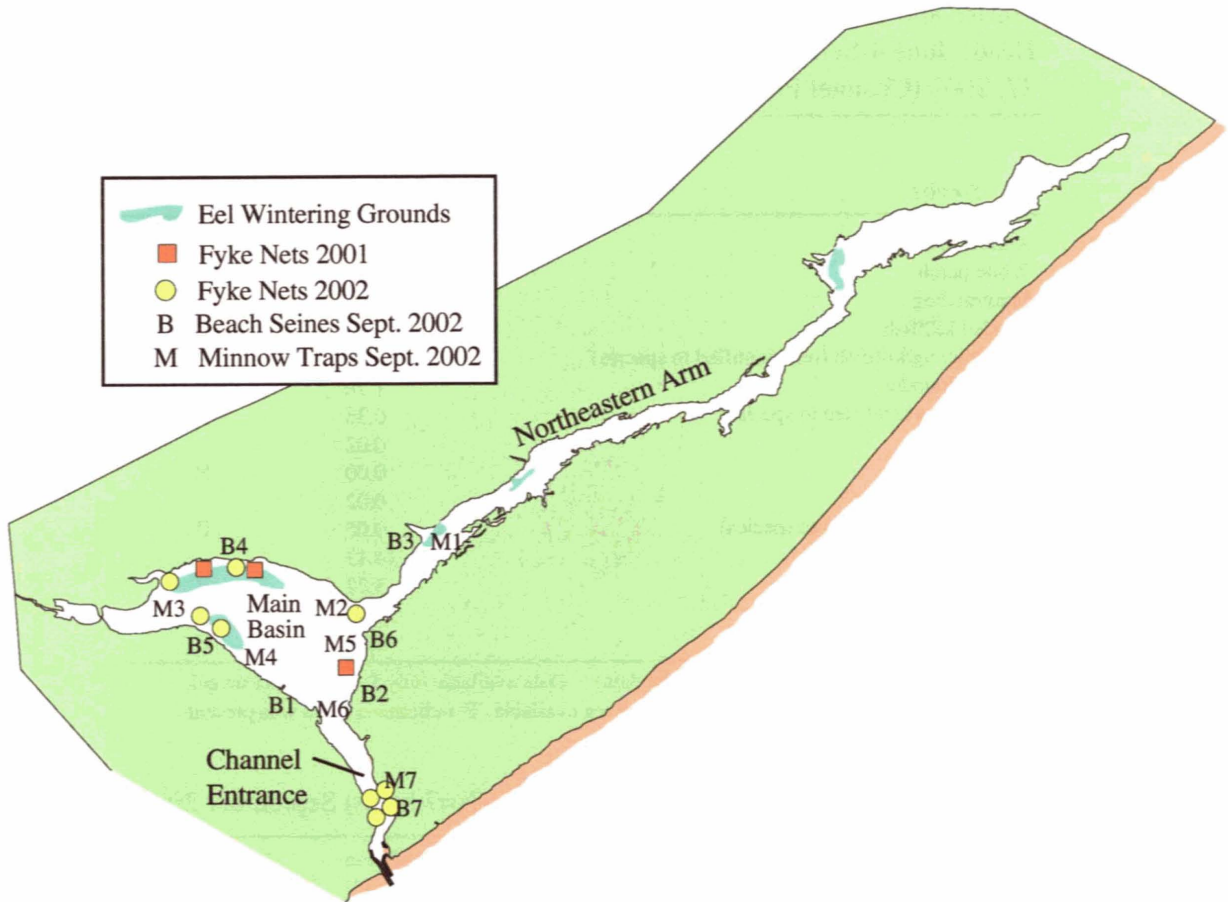 Eel Wintering Grounds
Fyke Nets 2001
Fyke Nets 2002
B Beach Seines Sept. 2002
M Minnow Traps Sept. 2002
Northeastern Arm
B3
M1
B4
M3
Main
Basin
M2
B5
M4
M5
B6
B1
B2
M6
Channel
Entrance
M7
B7